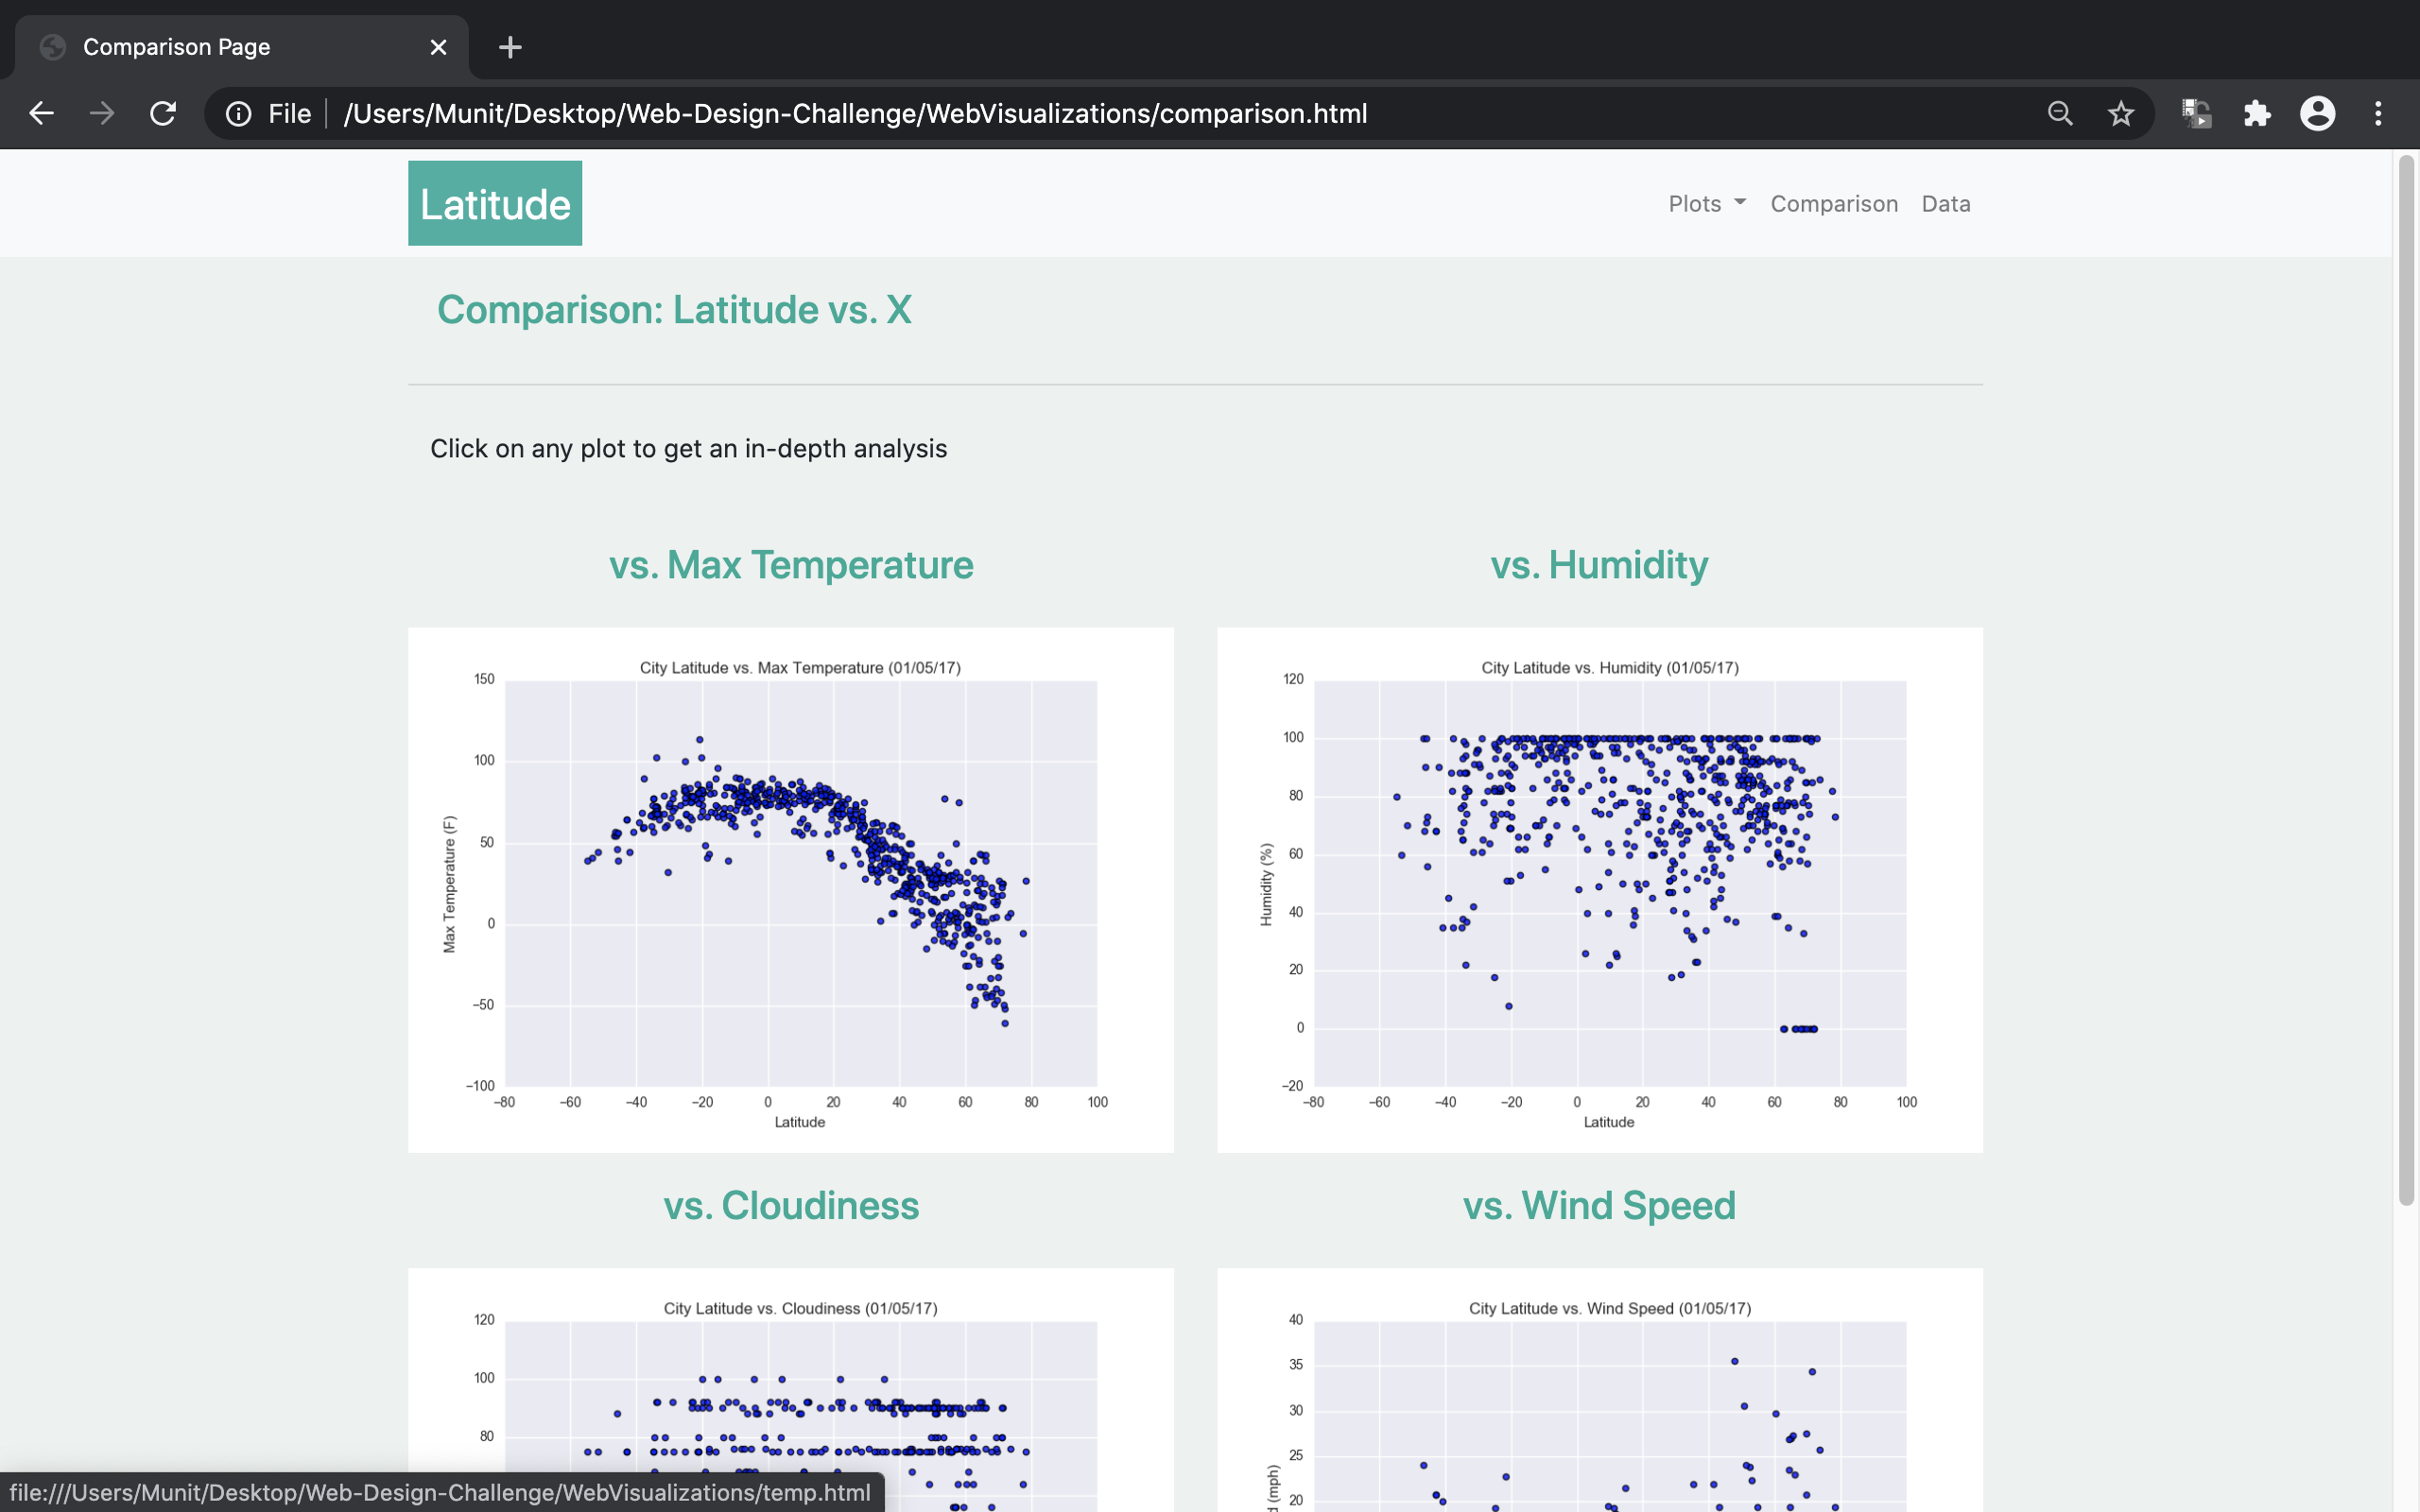 Comparison Page
File /Users/Munit/Desktop/Web-Design-Challenge/WebVisualizations/comparison.html
Latitude
Plots Comparison Data
Comparison: Latitude vs. X
Click on any plot to get an in-depth analysis
vs. Max Temperature
City Latitude vs. Max Temperature (01/05/17)
150
100
50
0
−50
−100
Max Temperature (F)
−80 −60 −40 −20 0 20 40 60 80 100
Latitude
vs. Humidity
City Latitude vs. Humidity (01/05/17)
120
100
80
60
40
20
0
−20
Humidity (%)
−80 −60 −40 −20 0 20 40 60 80 100
Latitude
vs. Cloudiness
City Latitude vs. Cloudiness (01/05/17)
120
100
80
vs. Wind Speed
City Latitude vs. Wind Speed (01/05/17)
40
35
30
25
20
(mph)
file:///Users/Munit/Desktop/Web-Design-Challenge/WebVisualizations/temp.html